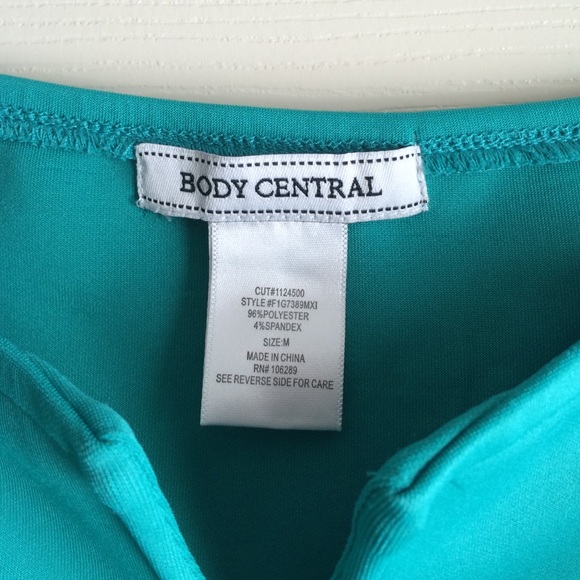 BODY CENTRAL
CUT#1124500
STYLE #F1G7389MXI
96%POLYESTER
4%SPANDEX
SIZE:M
MADE IN CHINA
RN# 106289
SEE REVERSE SIDE FOR CARE